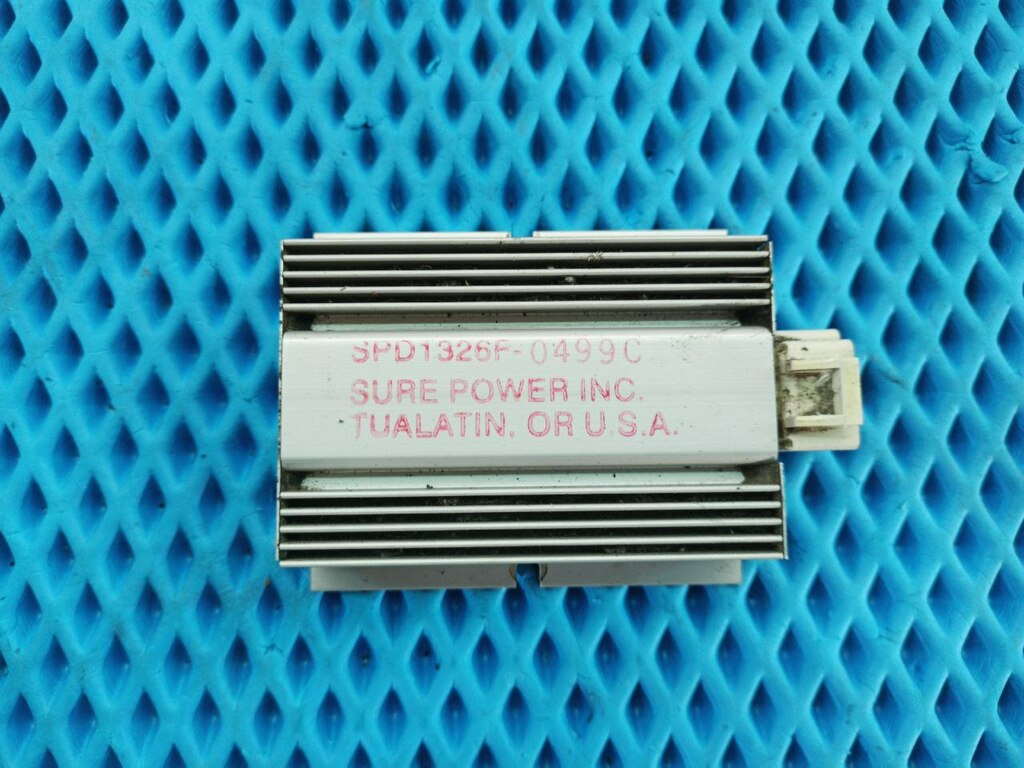 SPD1326F-0499C
SURE POWER INC.
TUALATIN, OR U.S.A.